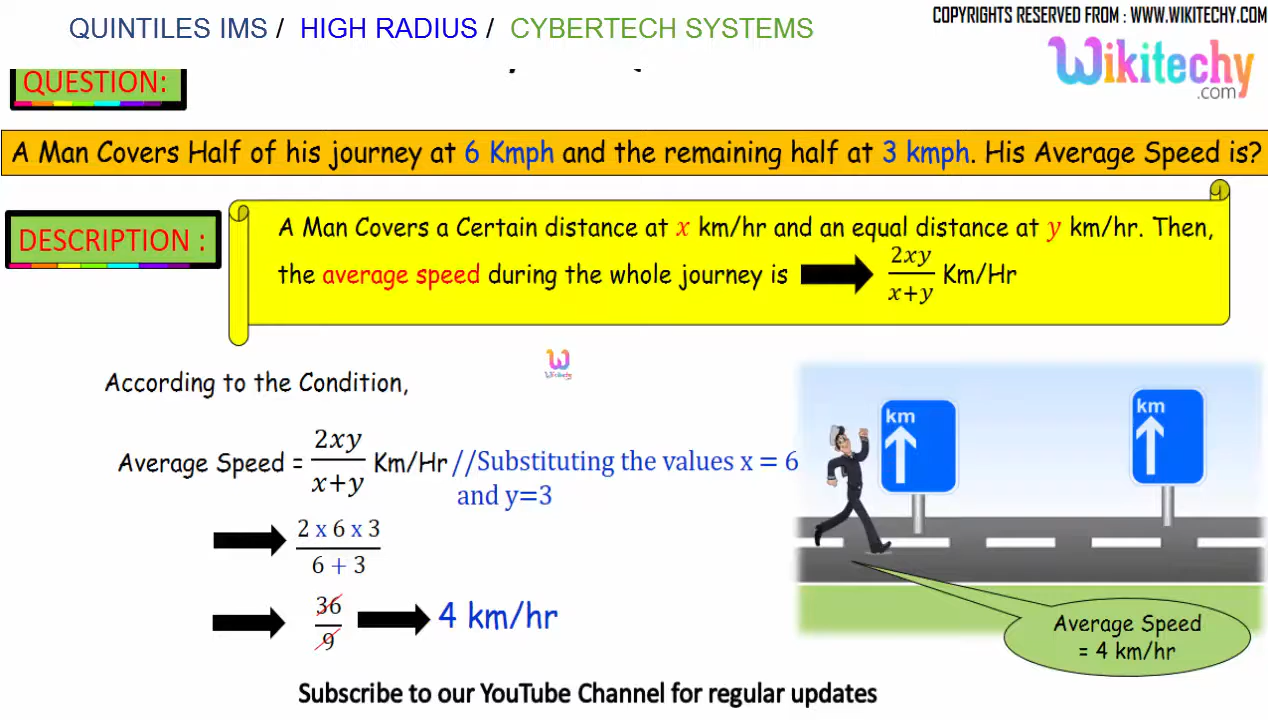 QUINTILES IMS / HIGH RADIUS / CYBERTECH SYSTEMS
COPYRIGHTS RESERVED FROM : WWW.WIKITECHY.COM
Wikitechy
.com
QUESTION:
A Man Covers Half of his journey at 6 Kmph and the remaining half at 3 kmph. His Average Speed is?
DESCRIPTION :
A Man Covers a Certain distance at x km/hr and an equal distance at y km/hr. Then,
the average speed during the whole journey is 2xy/x+y Km/Hr
W
Wikitechy
According to the Condition,
Average Speed = 2xy/x+y Km/Hr //Substituting the values x = 6
and y=3
2 x 6 x 3
6 + 3
36
9
4 km/hr
km
km
Average Speed
= 4 km/hr
Subscribe to our YouTube Channel for regular updates